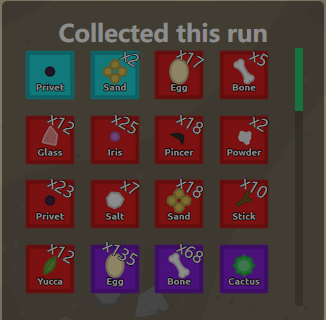 Collected this run
x2 x17 x5
Privet Sand Egg Bone
x12 x25 x18 x2
Glass Iris Pincer Powder
x23 x7 x18 x10
Privet Salt Sand Stick
x12 x135 x68
Yucca Egg Bone Cactus